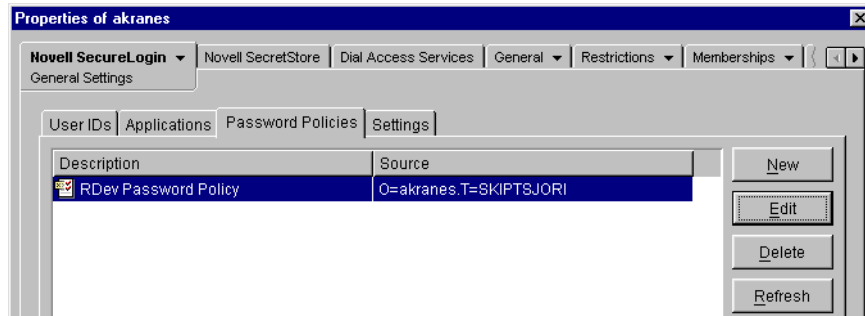 Properties of akranes
Novell SecureLogin Novell SecretStore Dial Access Services General Restrictions Memberships
General Settings
User IDs Applications Password Policies Settings
Description Source New
RDev Password Policy O=akranes.T=SKIPTSJORI
Edit
Delete
Refresh